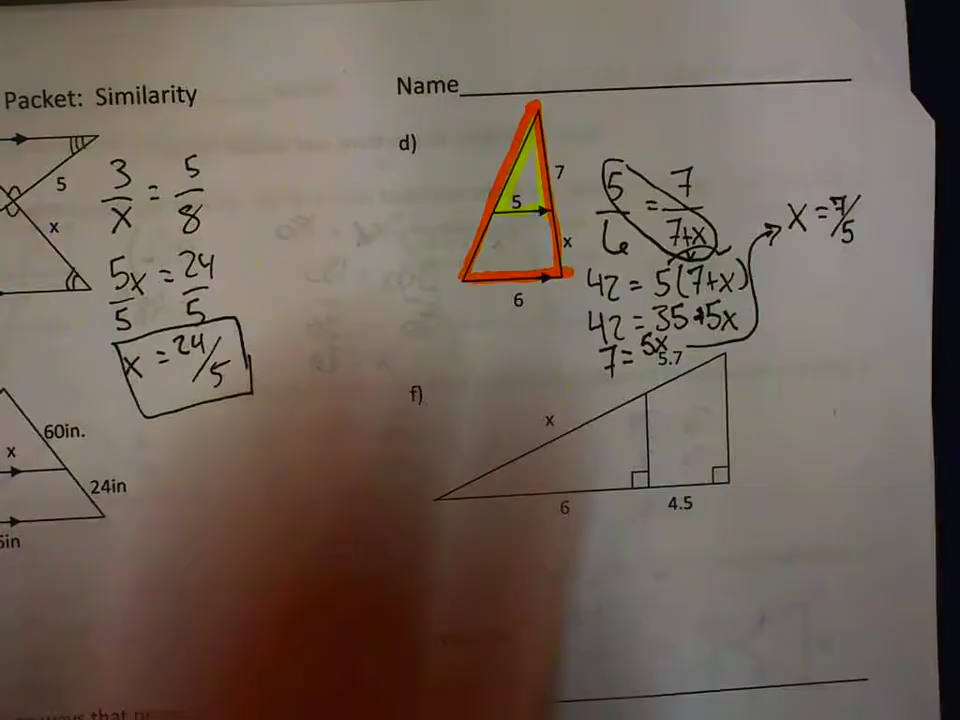 Packet: Similarity
Name
5
x
3/x = 5/8
5x = 24
5 5
x = 24/5
d)
7
5
x
6
5/6 = 7/7+x
42 = 5(7+x)
42 = 35+5x
7 = 5x
x = 7/5
60in.
x
24in
f)
5.7
x
6
4.5